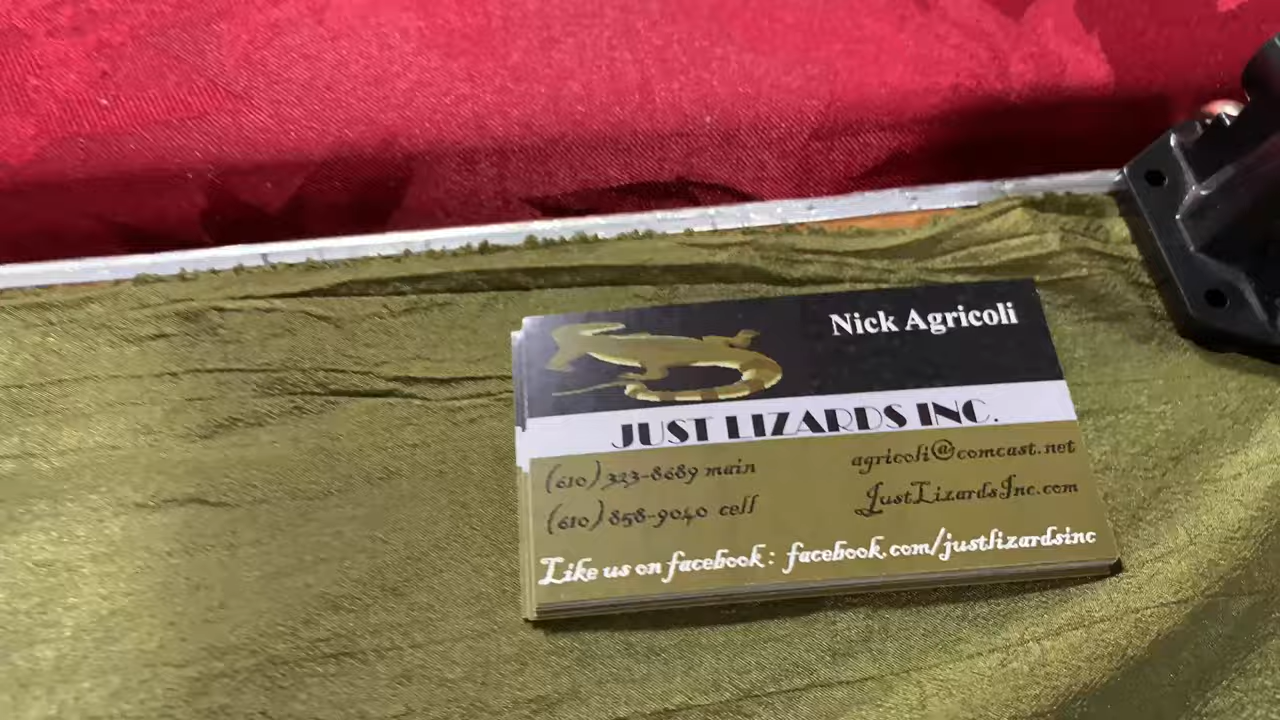 Nick Agricoli
JUST LIZARDS INC.
(610) 323-8689 main
agricoli@comcast.net
(610) 858-9040 cell
JustLizardsInc.com
Like us on facebook: facebook.com/justlizardsinc